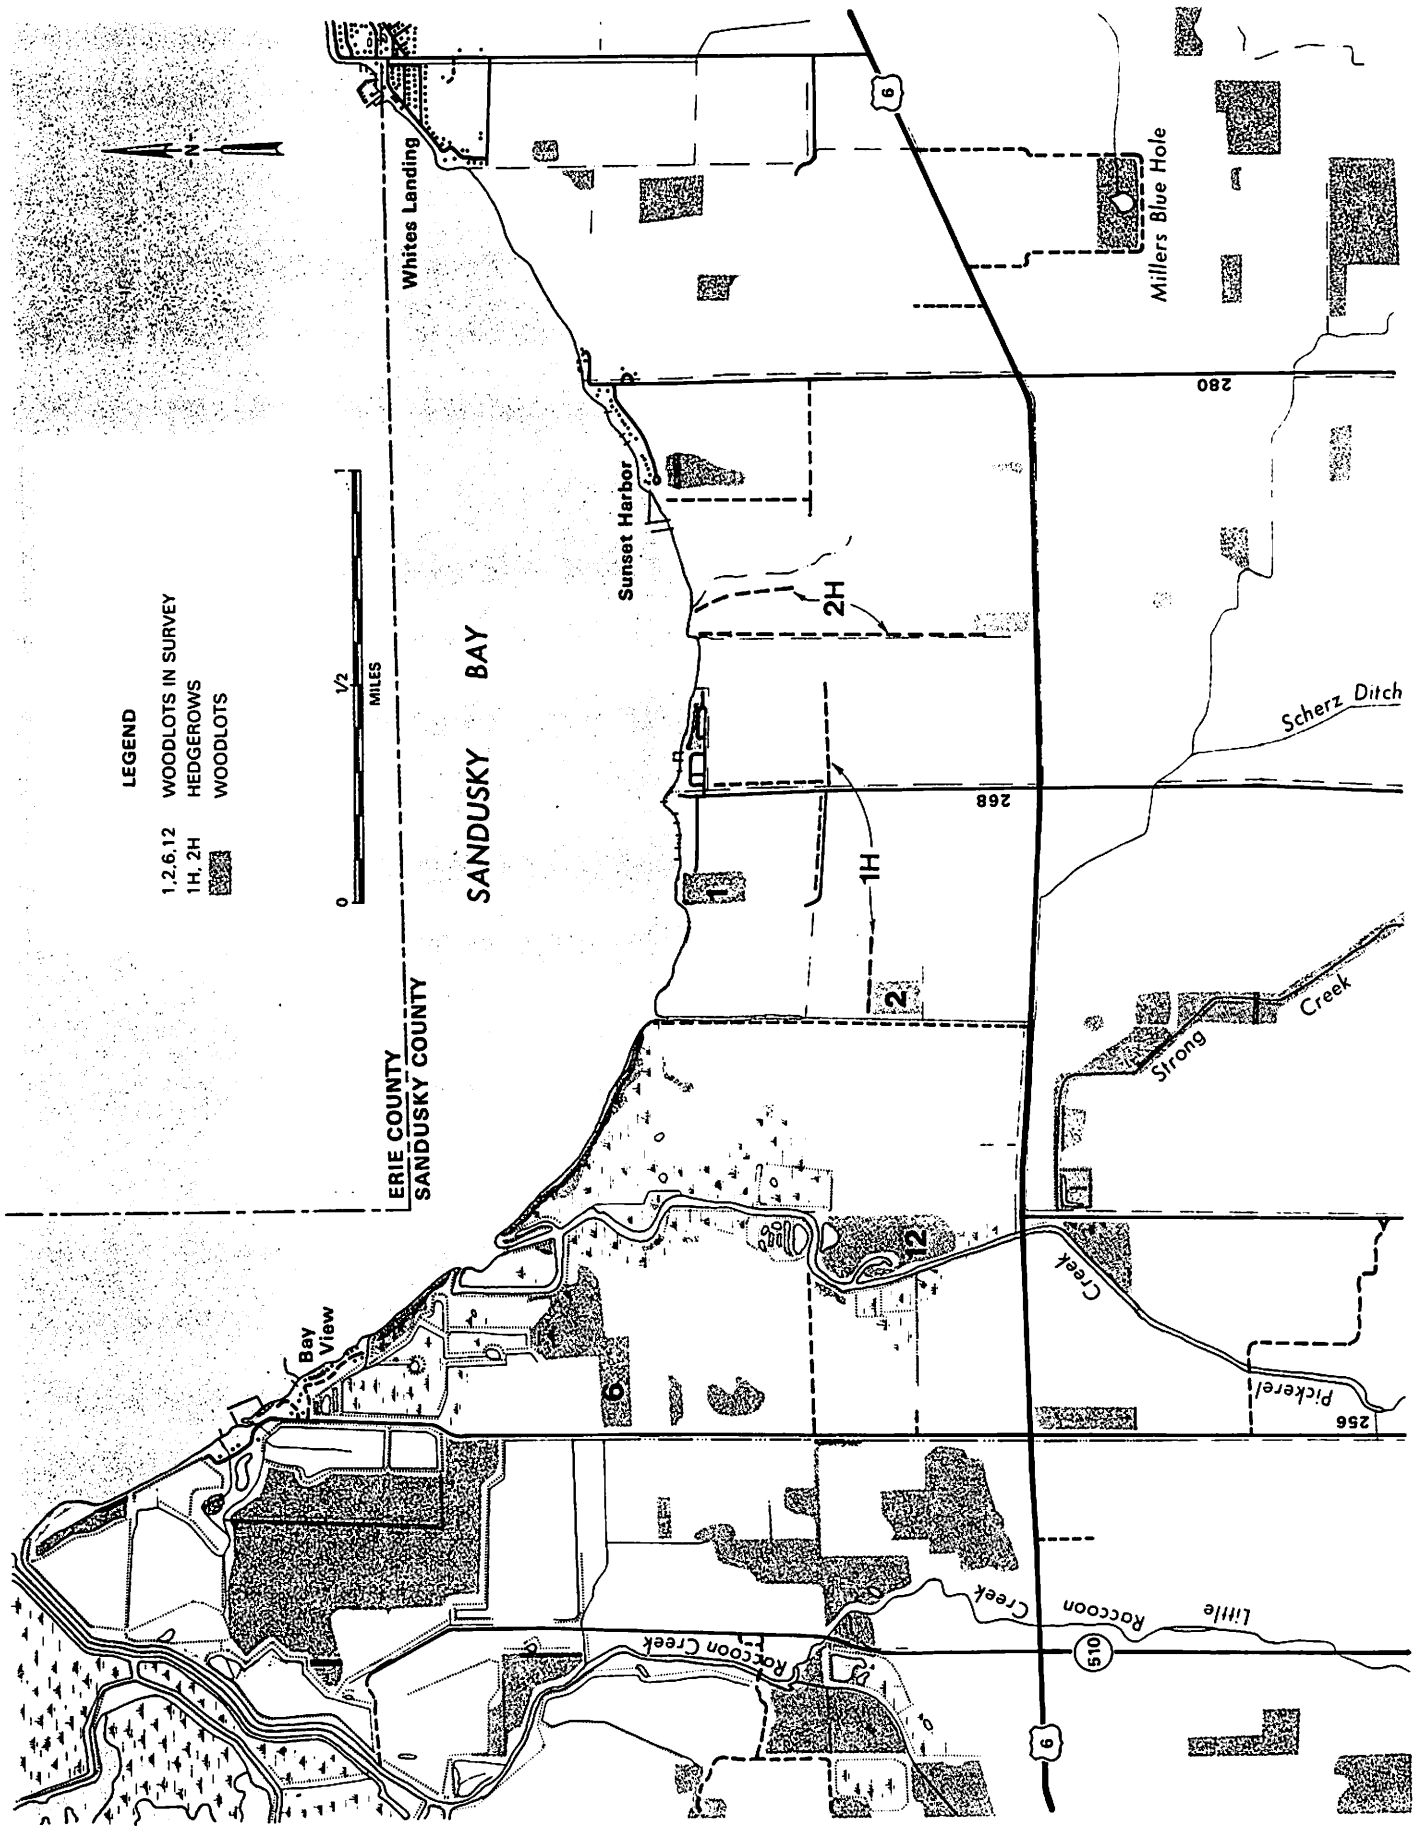 LEGEND
1,2,6,12 WOODLOTS IN SURVEY
1H, 2H HEDGEROWS
WOODLOTS
0 1/2 1
MILES
N
ERIE COUNTY
SANDUSKY COUNTY
SANDUSKY BAY
Whites Landing
Sunset Harbor
Bay
View
6
1
2
12
1H
2H
6
6
510
256
268
280
Millers Blue Hole
Scherz Ditch
Strong
Creek
Pickerel
Creek
Raccoon Creek
Little Raccoon Creek